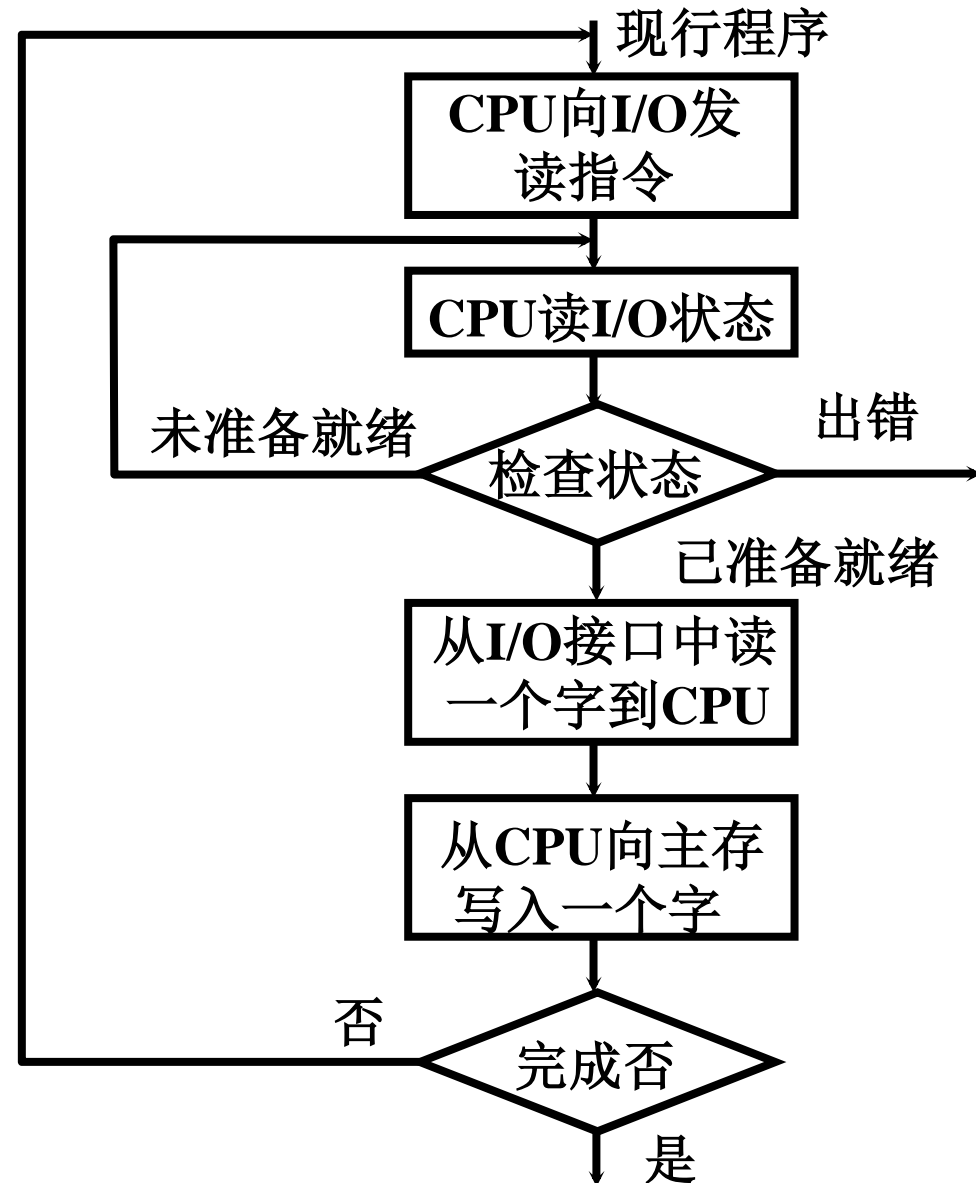 现行程序
CPU向I/O发
读指令
CPU读I/O状态
未准备就绪
出错
检查状态
已准备就绪
从I/O接口中读
一个字到CPU
从CPU向主存
写入一个字
否
完成否
是